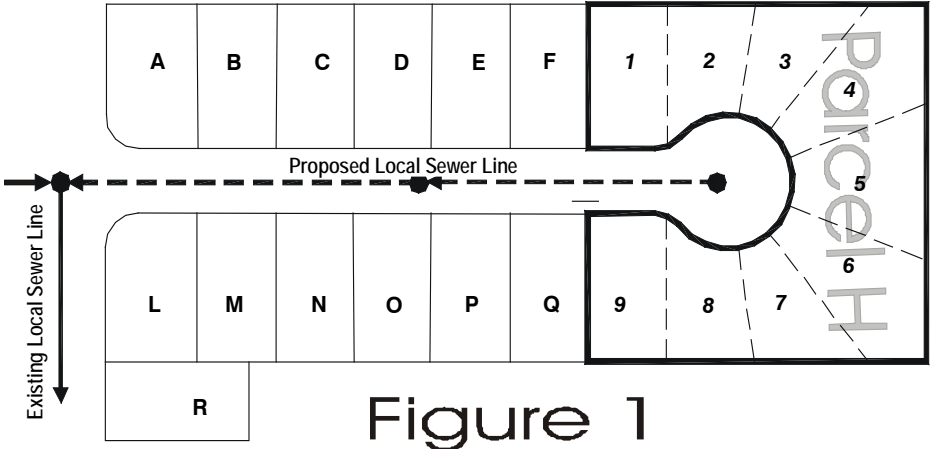 A B C D E F 1 2 3
4
Parcel H
Proposed Local Sewer Line
5
6
Existing Local Sewer Line
L M N O P Q 9 8 7
R
Figure 1